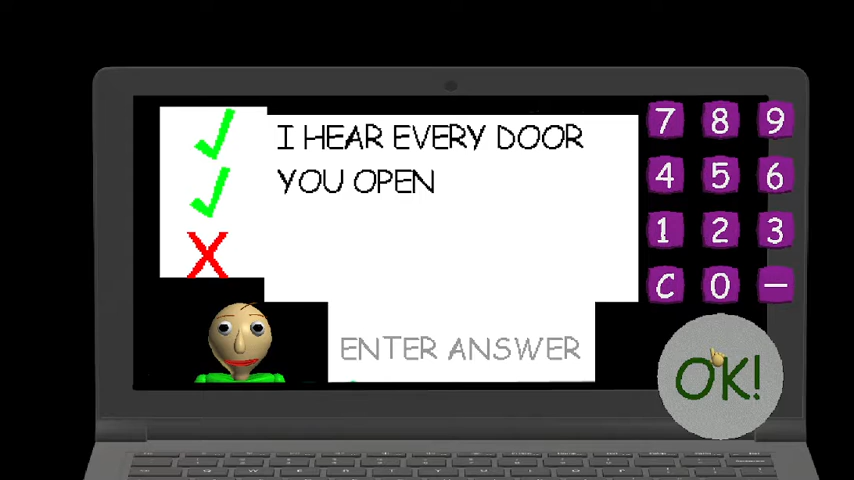 I HEAR EVERY DOOR
YOU OPEN
7 8 9
4 5 6
1 2 3
C 0 -
ENTER ANSWER
OK!